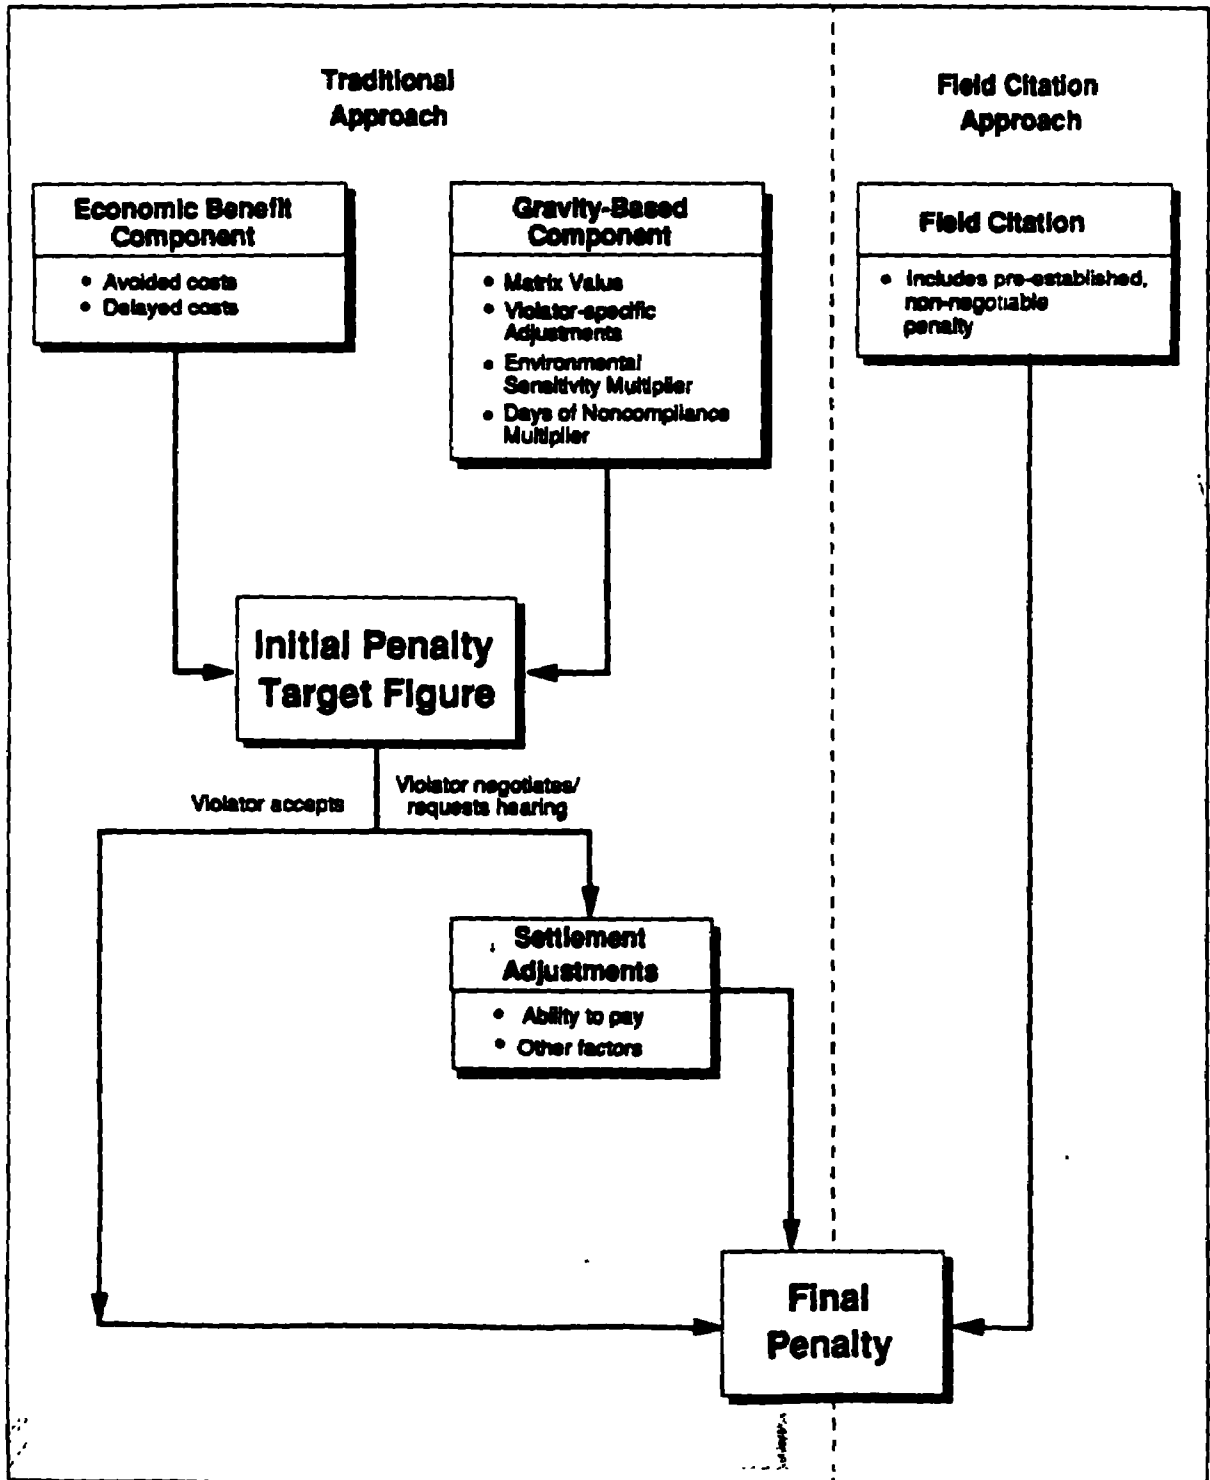 Traditional
Approach
Field Citation
Approach
Economic Benefit
Component
• Avoided costs
• Delayed costs
Gravity-Based
Component
• Matrix Value
• Violator-specific
Adjustments
• Environmental
Sensitivity Multiplier
• Days of Noncompliance
Multiplier
Field Citation
• Includes pre-established,
non-negotiable
penalty
Initial Penalty
Target Figure
Violator accepts
Violator negotiates/
requests hearing
Settlement
Adjustments
• Ability to pay
• Other factors
Final
Penalty